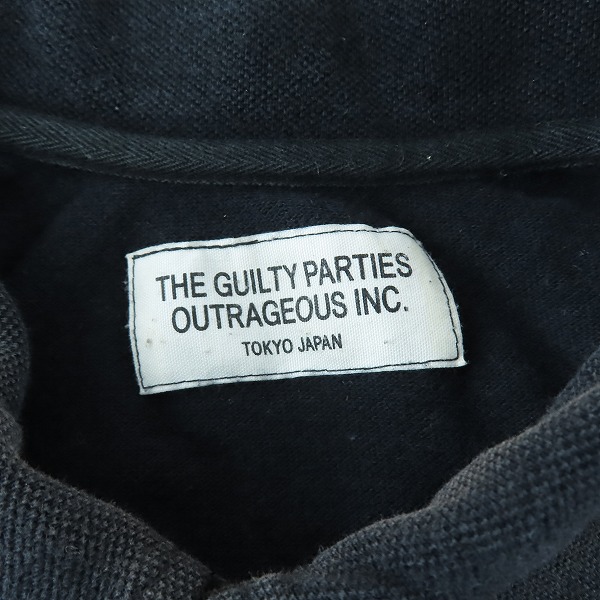 THE GUILTY PARTIES
OUTRAGEOUS INC.
TOKYO JAPAN